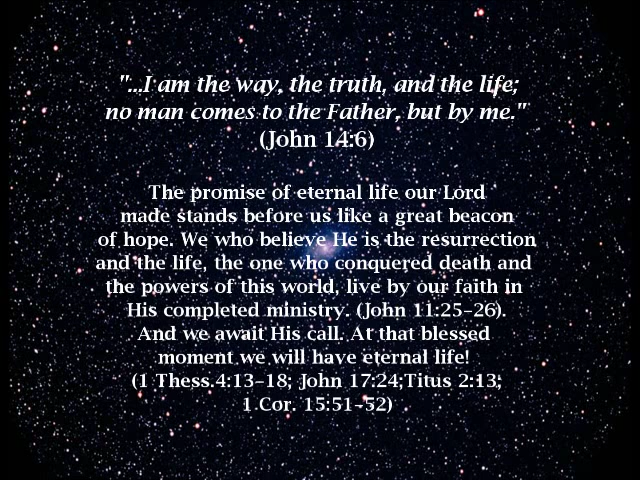 "...I am the way, the truth, and the life;
no man comes to the Father, but by me."
(John 14:6)
The promise of eternal life our Lord
made stands before us like a great beacon
of hope. We who believe He is the resurrection
and the life, the one who conquered death and
the powers of this world, live by our faith in
His completed ministry. (John 11:25-26).
And we await His call. At that blessed
moment we will have eternal life!
(1 Thess.4:13-18; John 17:24;Titus 2:13;
1 Cor. 15:51-52)